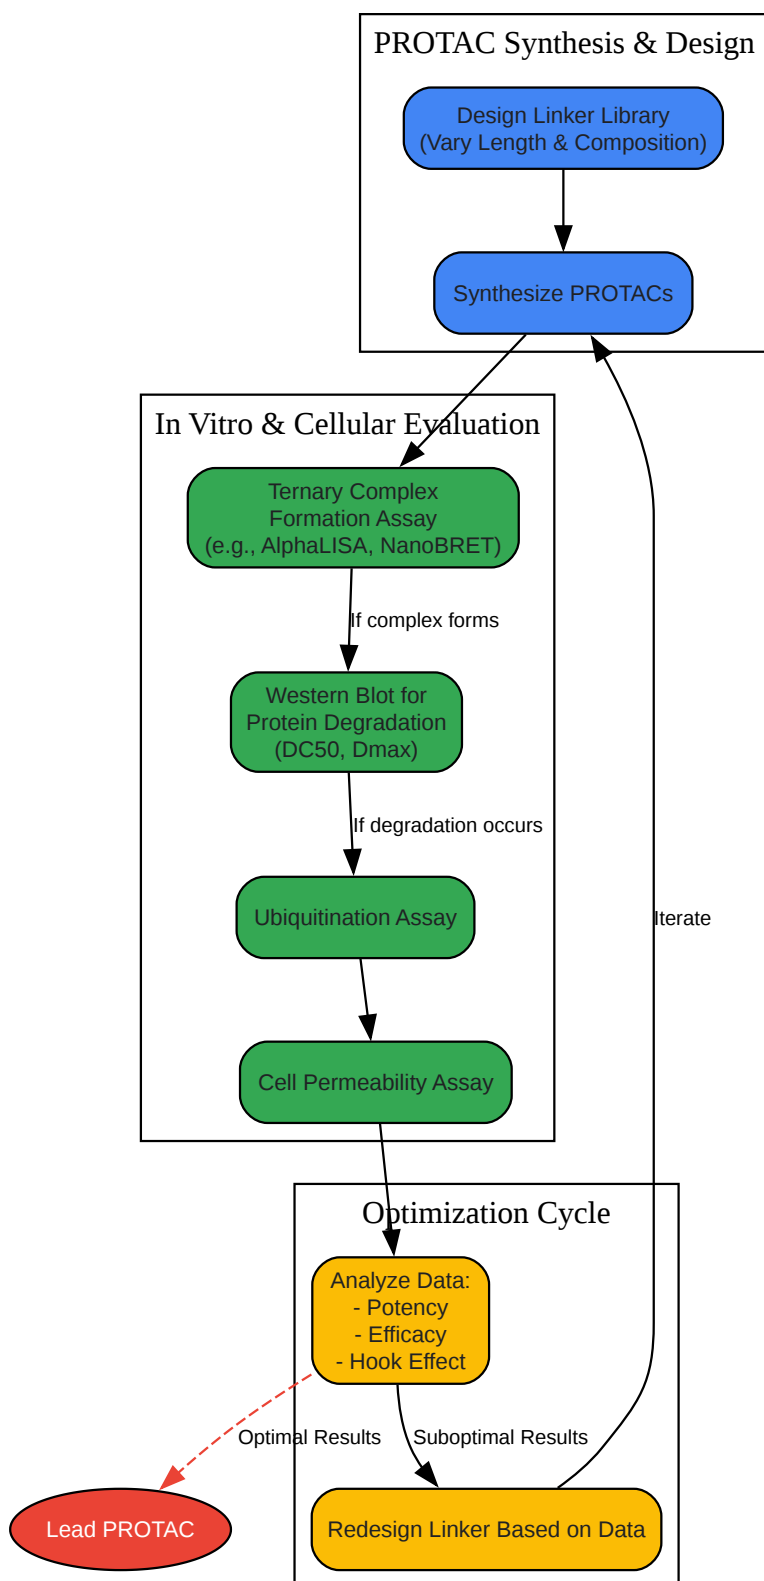 PROTAC Synthesis & Design
Design Linker Library
(Vary Length & Composition)
Synthesize PROTACs
In Vitro & Cellular Evaluation
Ternary Complex
Formation Assay
(e.g., AlphaLISA, NanoBRET)
If complex forms
Western Blot for
Protein Degradation
(DC50, Dmax)
If degradation occurs
Ubiquitination Assay
Iterate
Cell Permeability Assay
Optimization Cycle
Analyze Data:
- Potency
- Efficacy
- Hook Effect
Optimal Results
Suboptimal Results
Lead PROTAC
Redesign Linker Based on Data